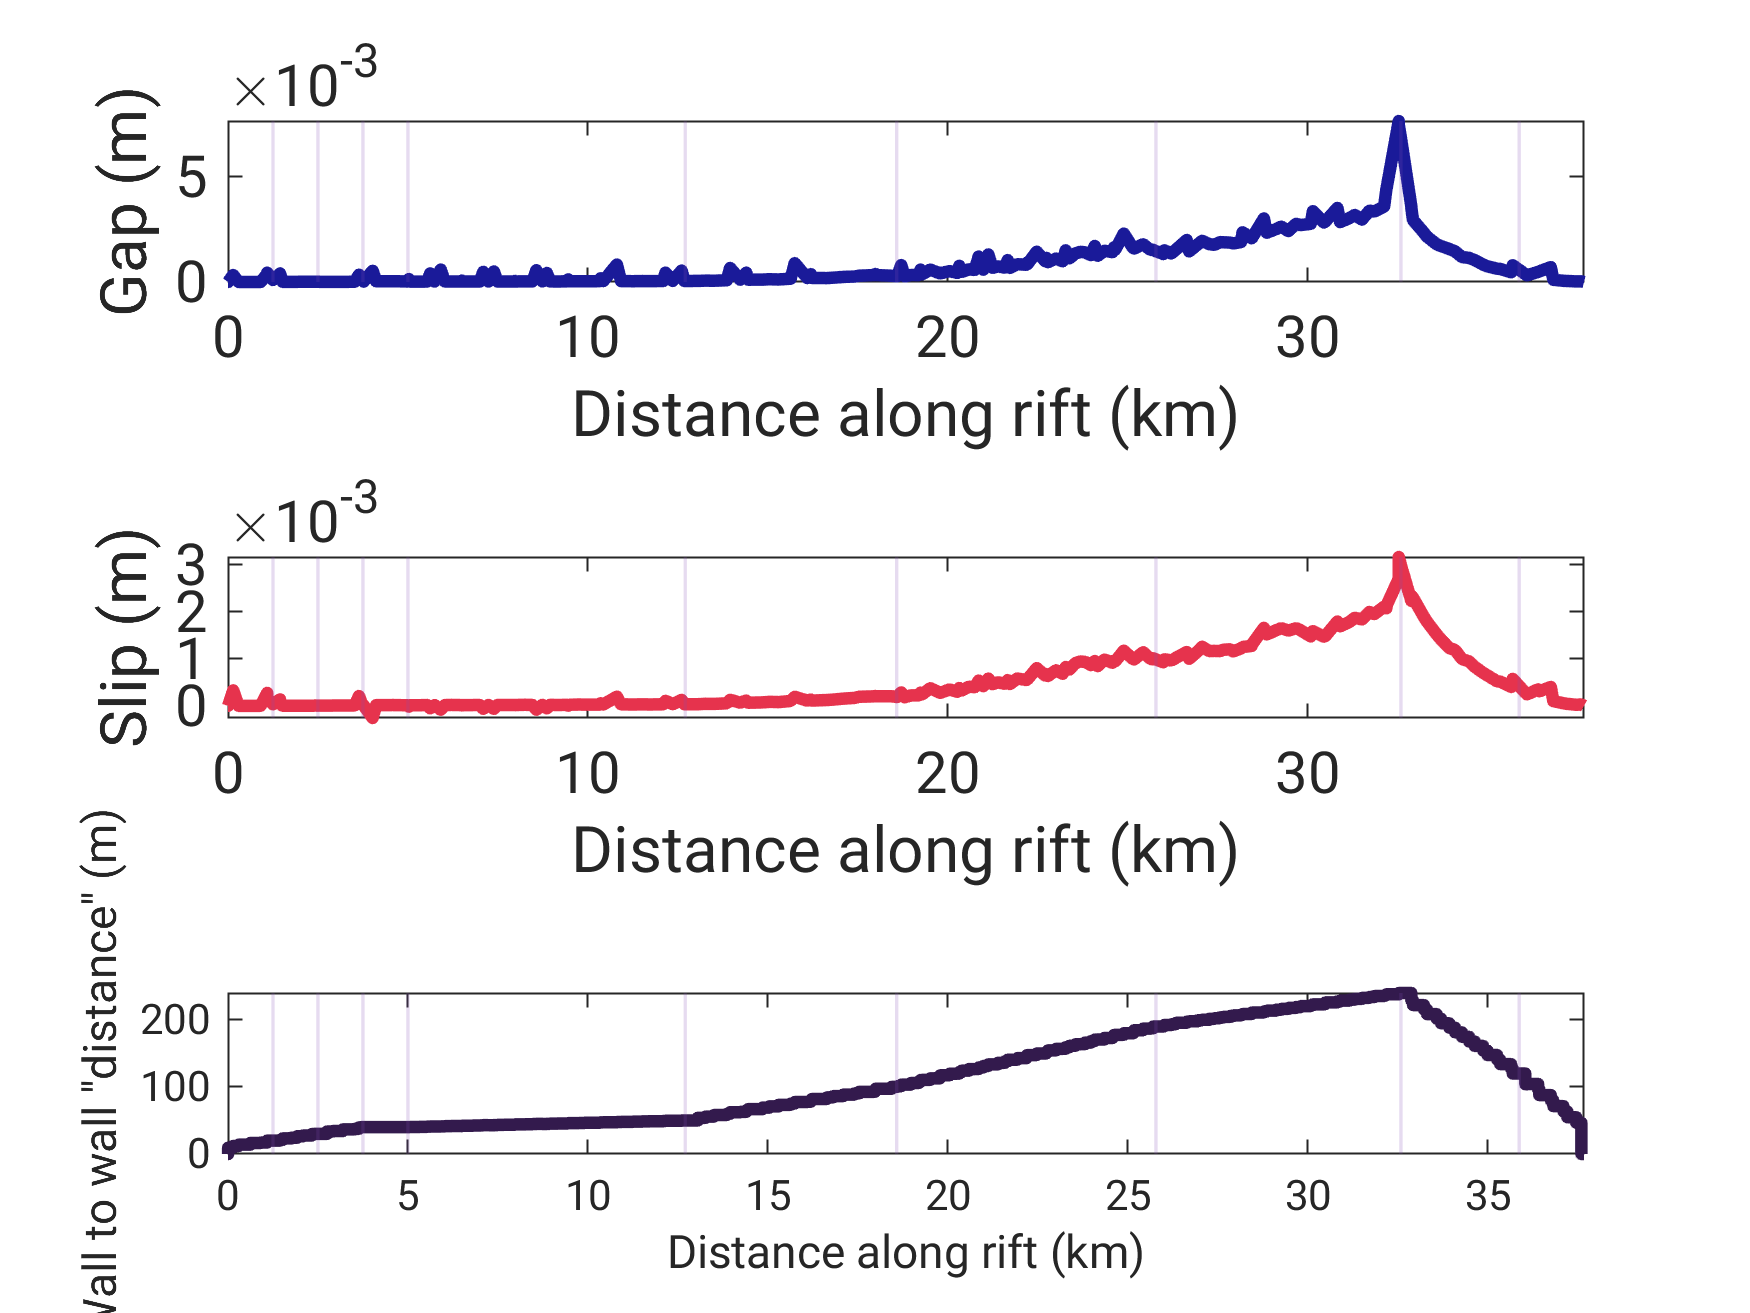 ×10-3
Gap (m)
5
0
0 10 20 30
Distance along rift (km)
×10-3
Slip (m)
3
2
1
0
0 10 20 30
Distance along rift (km)
to wall "distance" (m)
200
100
0
0 5 10 15 20 25 30 35
Distance along rift (km)